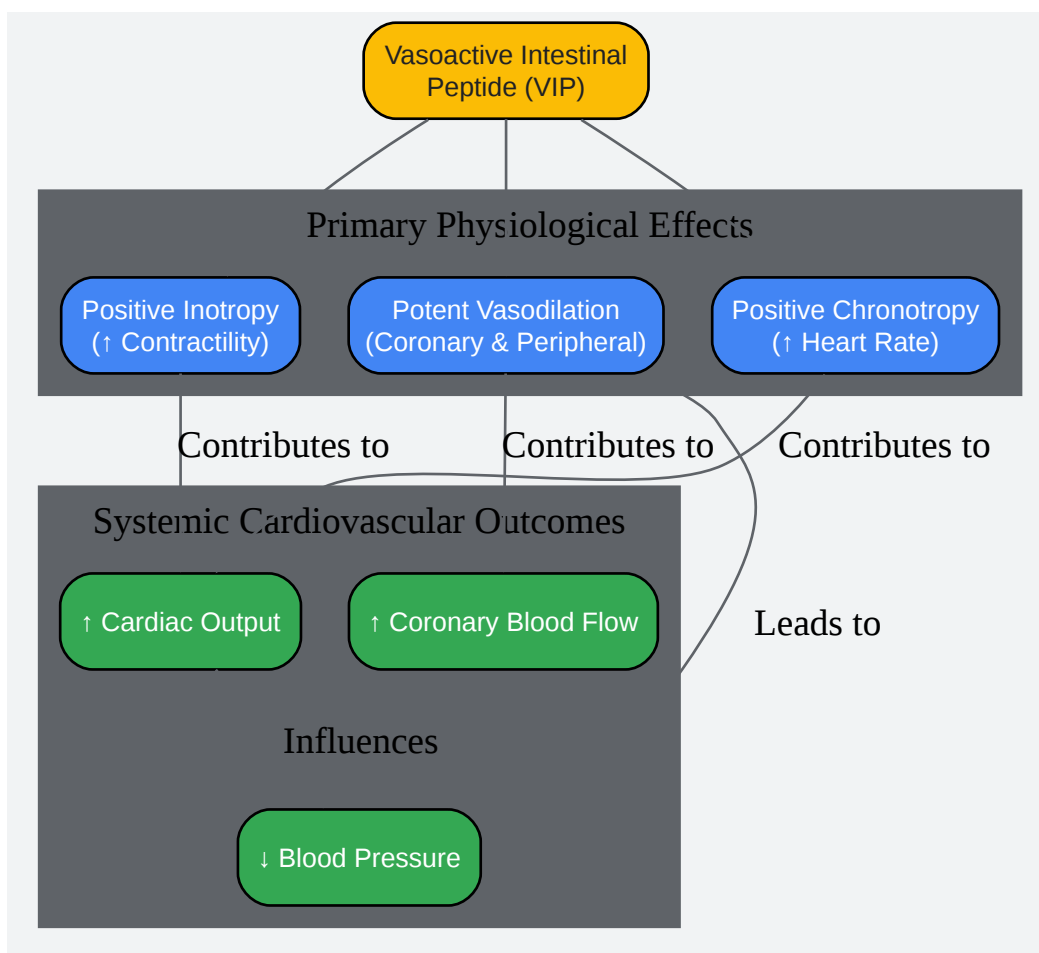 Vasoactive Intestinal
Peptide (VIP)
Primary Physiological Effects
Positive Inotropy
(↑ Contractility)
Potent Vasodilation
(Coronary & Peripheral)
Positive Chronotropy
(↑ Heart Rate)
Contributes to
Contributes to
Contributes to
Systemic Cardiovascular Outcomes
↑ Cardiac Output
↑ Coronary Blood Flow
Leads to
Influences
↓ Blood Pressure